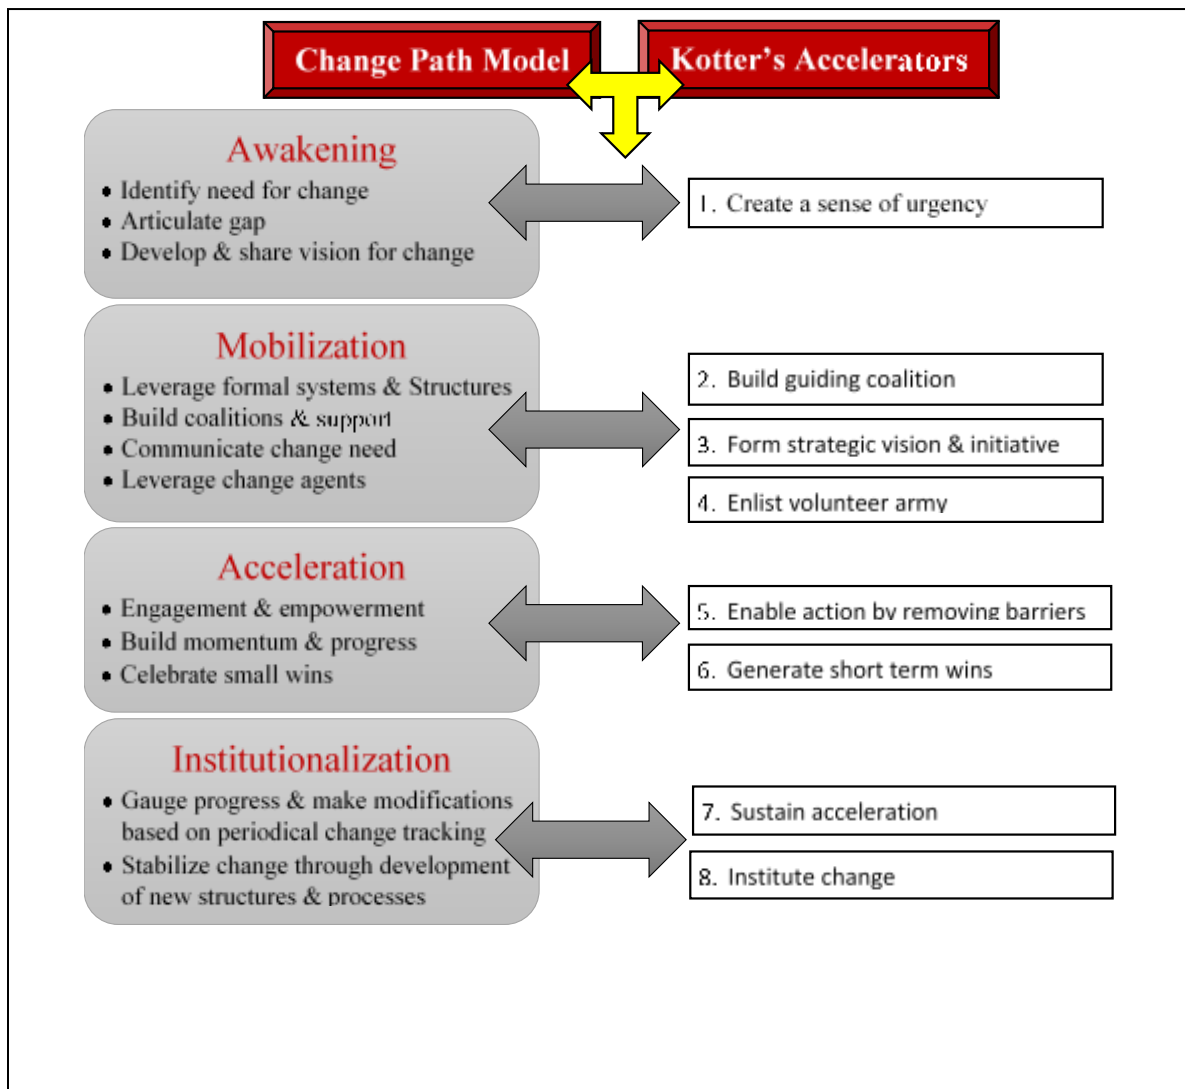 Change Path Model
Kotter's Accelerators
Awakening
• Identify need for change
• Articulate gap
• Develop & share vision for change
1. Create a sense of urgency
Mobilization
• Leverage formal systems & Structures
• Build coalitions & support
• Communicate change need
• Leverage change agents
2. Build guiding coalition
3. Form strategic vision & initiative
4. Enlist volunteer army
Acceleration
• Engagement & empowerment
• Build momentum & progress
• Celebrate small wins
5. Enable action by removing barriers
6. Generate short term wins
Institutionalization
• Gauge progress & make modifications
based on periodical change tracking
• Stabilize change through development
of new structures & processes
7. Sustain acceleration
8. Institute change